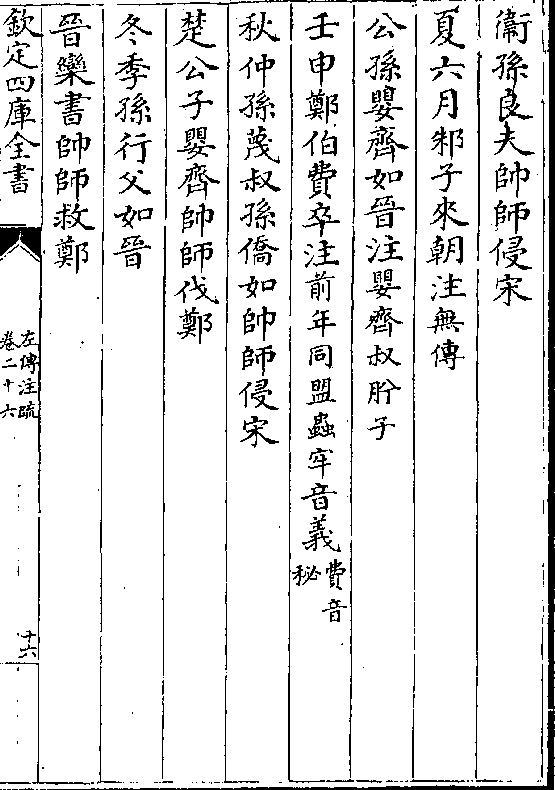 衞孫良夫帥師侵宋
夏六月邾子來朝注無傳
公孫嬰齊如晉注嬰齊叔肸子
壬申鄭伯費卒注前年同盟蟲牢音義費音秘
秋仲孫蔑叔孫僑如帥師侵宋
楚公子嬰齊帥師伐鄭
冬季孫行父如晉
晉欒書帥師救鄭
欽定四庫全書
左傳注疏
卷二十六
十六